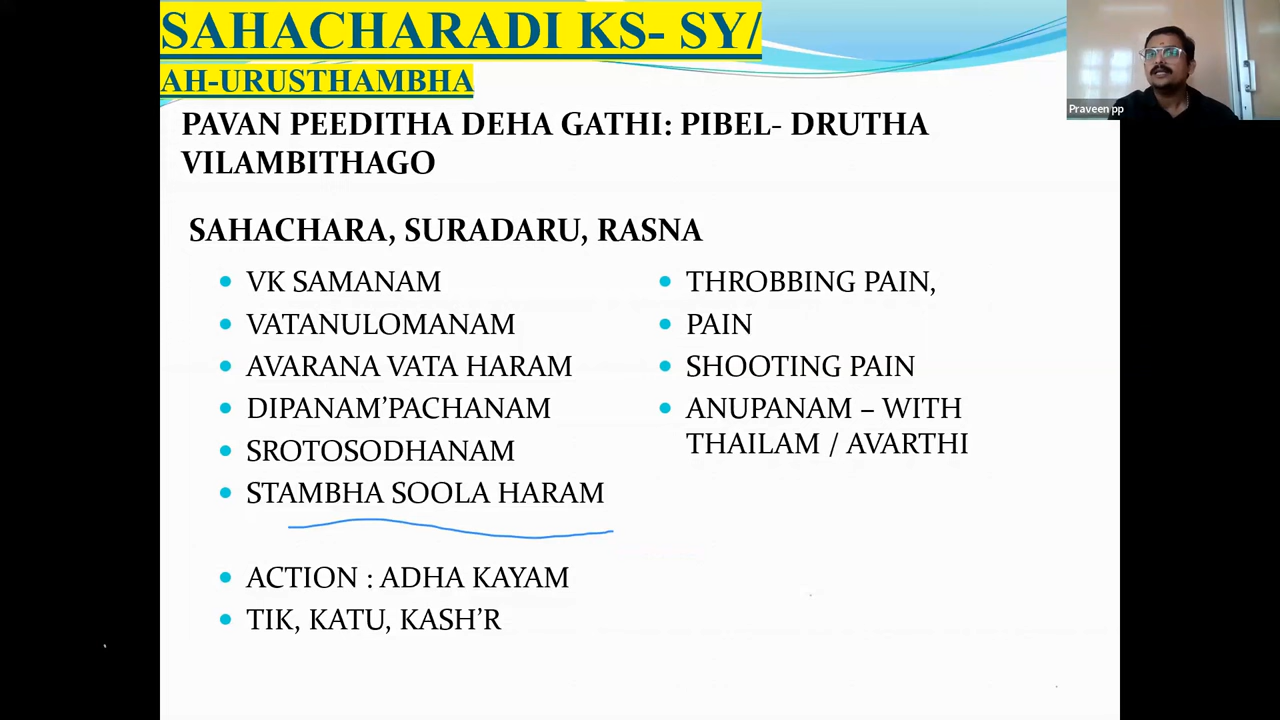 SAHACHARADI KS- SY/
AH-URUSTHAMBHA
PAVAN PEEDITHA DEHA GATHI: PIBEL- DRUTHA
VILAMBITHAGO
SAHACHARA, SURADARU, RASNA
VK SAMANAM
VATANULOMANAM
AVARANA VATA HARAM
DIPANAM’PACHANAM
SROTOSODHANAM
STAMBHA SOOLA HARAM
ACTION : ADHA KAYAM
TIK, KATU, KASH’R
THROBBING PAIN,
PAIN
SHOOTING PAIN
ANUPANAM – WITH
THAILAM / AVARTHI
Praveen pp